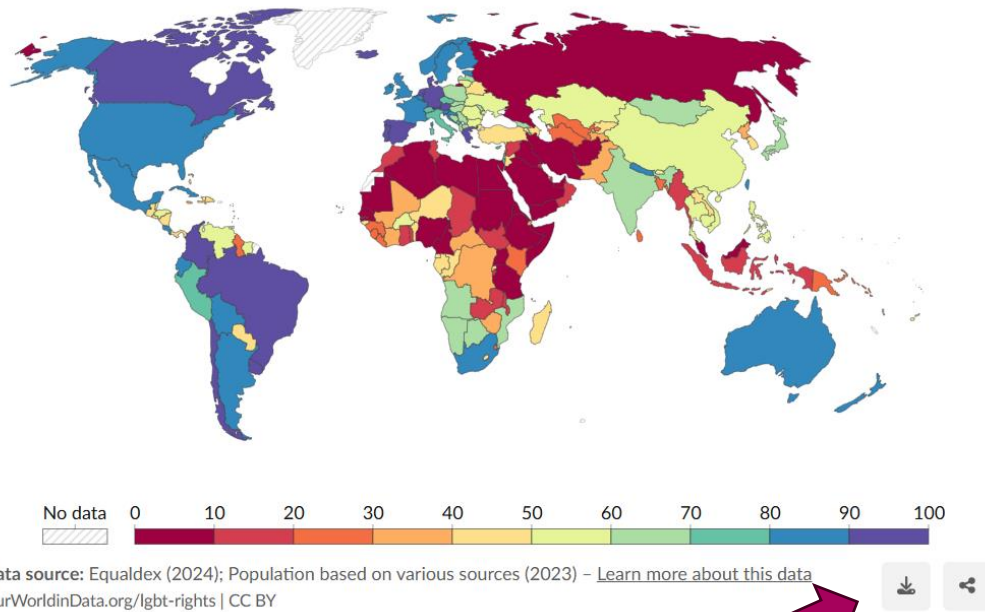 No data 0 10 20 30 40 50 60 70 80 90 100
ata source: Equaldex (2024); Population based on various sources (2023) – Learn more about this data
urWorldinData.org/lgbt-rights | CC BY